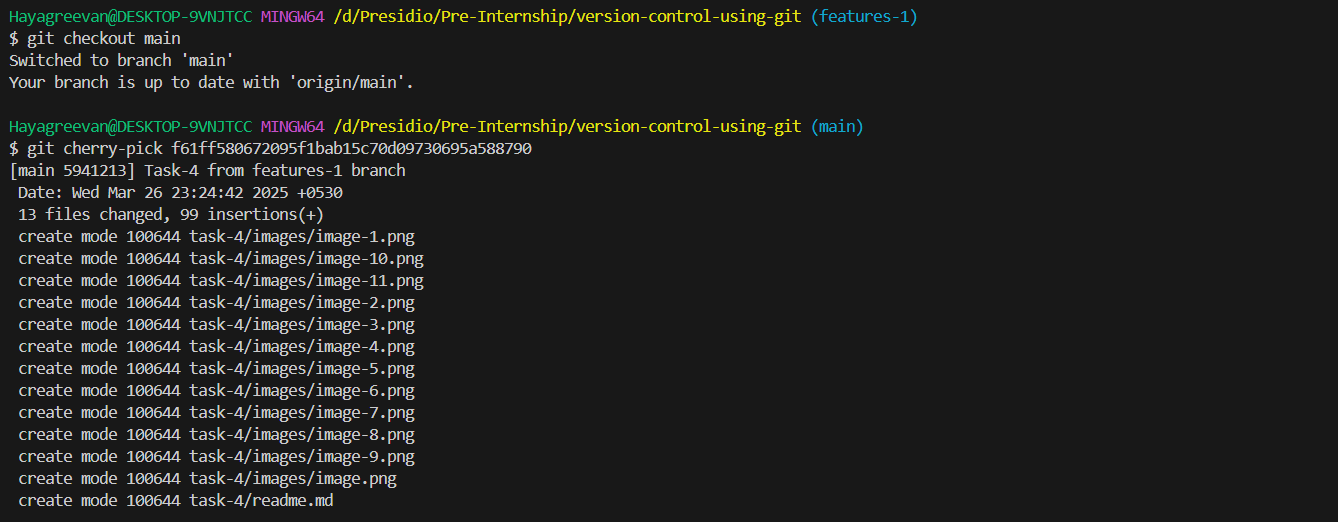 Hayagreevan@DESKTOP-9VNJTCC MINGW64 /d/Presidio/Pre-Internship/version-control-using-git (features-1)
$ git checkout main
Switched to branch 'main'
Your branch is up to date with 'origin/main'.
Hayagreevan@DESKTOP-9VNJTCC MINGW64 /d/Presidio/Pre-Internship/version-control-using-git (main)
$ git cherry-pick f61ff580672095f1bab15c70d09730695a588790
[main 5941213] Task-4 from features-1 branch
Date: Wed Mar 26 23:24:42 2025 +0530
13 files changed, 99 insertions(+)
create mode 100644 task-4/images/image-1.png
create mode 100644 task-4/images/image-10.png
create mode 100644 task-4/images/image-11.png
create mode 100644 task-4/images/image-2.png
create mode 100644 task-4/images/image-3.png
create mode 100644 task-4/images/image-4.png
create mode 100644 task-4/images/image-5.png
create mode 100644 task-4/images/image-6.png
create mode 100644 task-4/images/image-7.png
create mode 100644 task-4/images/image-8.png
create mode 100644 task-4/images/image-9.png
create mode 100644 task-4/images/image.png
create mode 100644 task-4/readme.md